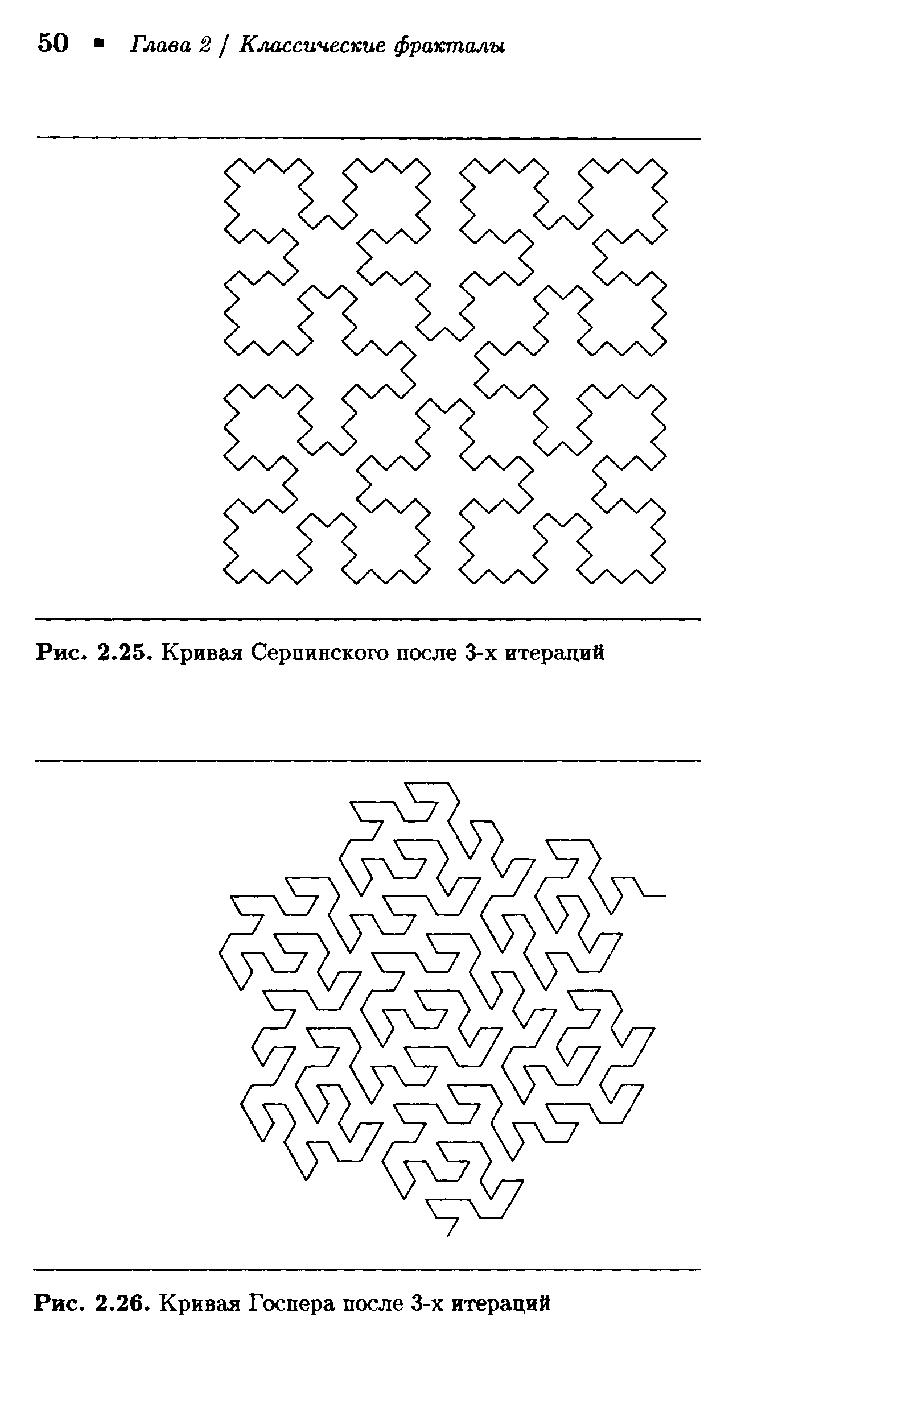 50 ▪ Глава 2 / Классические фракталы
Рис. 2.25. Кривая Серпинского после 3-х итераций
Рис. 2.26. Кривая Госпера после 3-х итераций